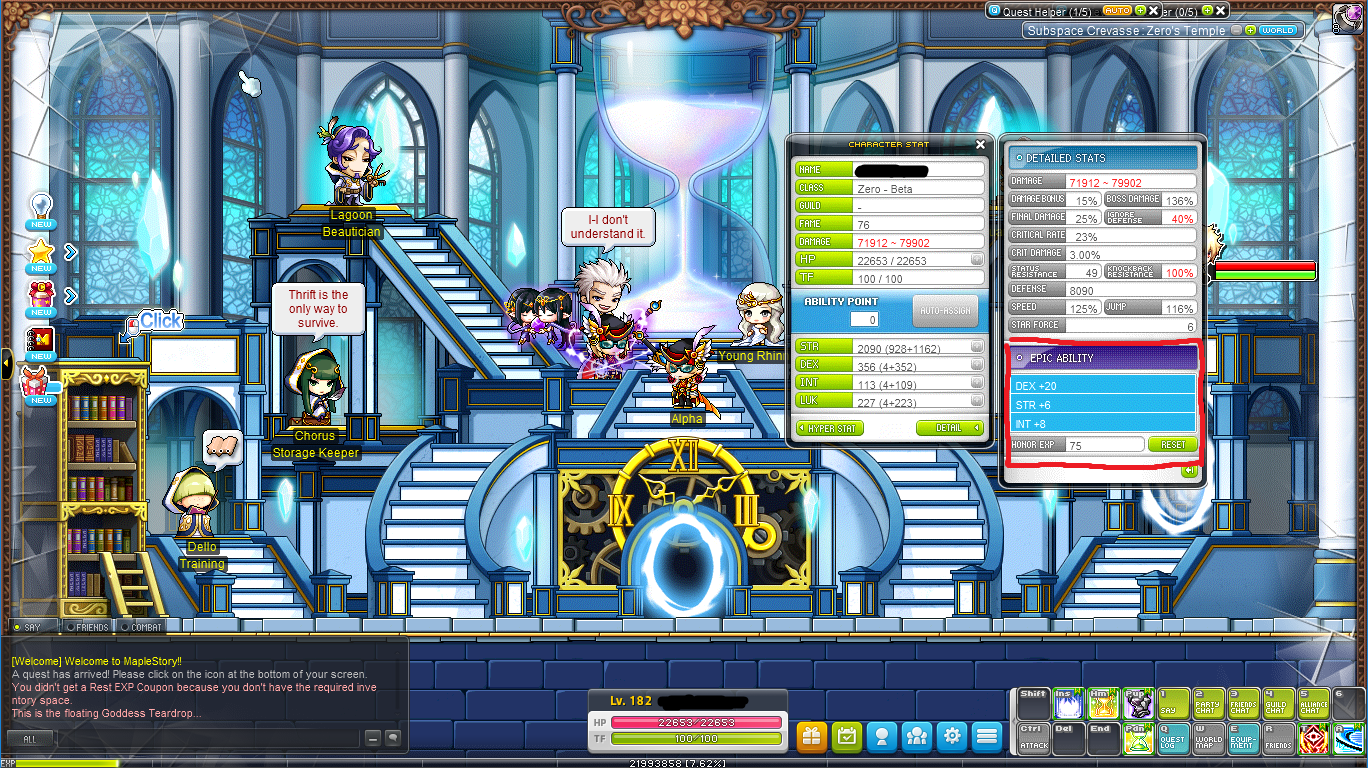 Quest Helper (1/5) AUTO
er (0/5)
Subspace Crevasse : Zero's Temple WORLD
NEW
NEW
NEW
NEW
NEW
Click
Lagoon
Beautician
I-I don't
understand it.
Thrift is the
only way to
survive.
Chorus
Storage Keeper
Dello
Training
Young Rhinn
Alpha
XII
IX
III
CHARACTER STAT
NAME
CLASS Zero - Beta
GUILD -
FAME 76
DAMAGE 71912 ~ 79902
HP 22653 / 22653
TF 100 / 100
ABILITY POINT
0
AUTO-ASSIGN
STR 2090 (928+1162)
DEX 356 (4+352)
INT 113 (4+109)
LUK 227 (4+223)
HYPER STAT DETAIL
DETAILED STATS
DAMAGE 71912 ~ 79902
DAMAGE BONUS 15% BOSS DAMAGE 136%
FINAL DAMAGE 25% IGNORE DEFENSE 40%
CRITICAL RATE 23%
CRIT DAMAGE 3.00%
STATUS RESISTANCE 49 KNOCKBACK RESISTANCE 100%
DEFENSE 8090
SPEED 125% JUMP 116%
STAR FORCE 6
EPIC ABILITY
DEX +20
STR +6
INT +8
HONOR EXP 75 RESET
SAY FRIENDS COMBAT
[Welcome] Welcome to MapleStory!!
A quest has arrived! Please click on the icon at the bottom of your screen.
You didn't get a Rest EXP Coupon because you don't have the required inve
ntory space.
This is the floating Goddess Teardrop...
ALL
Lv. 182
HP 22653/22653
TF 100/100
Shift Ins Hm Pup 1 SAY 2 PARTY CHAT 3 FRIENDS CHAT 4 GUILD CHAT 5 ALLIANCE CHAT 6
Ctrl ATTACK Del End Pdn Q QUEST LOG W WORLD MAP E EQUIP-MENT R FRIENDS T A
EXP 21993858 [7.62%]